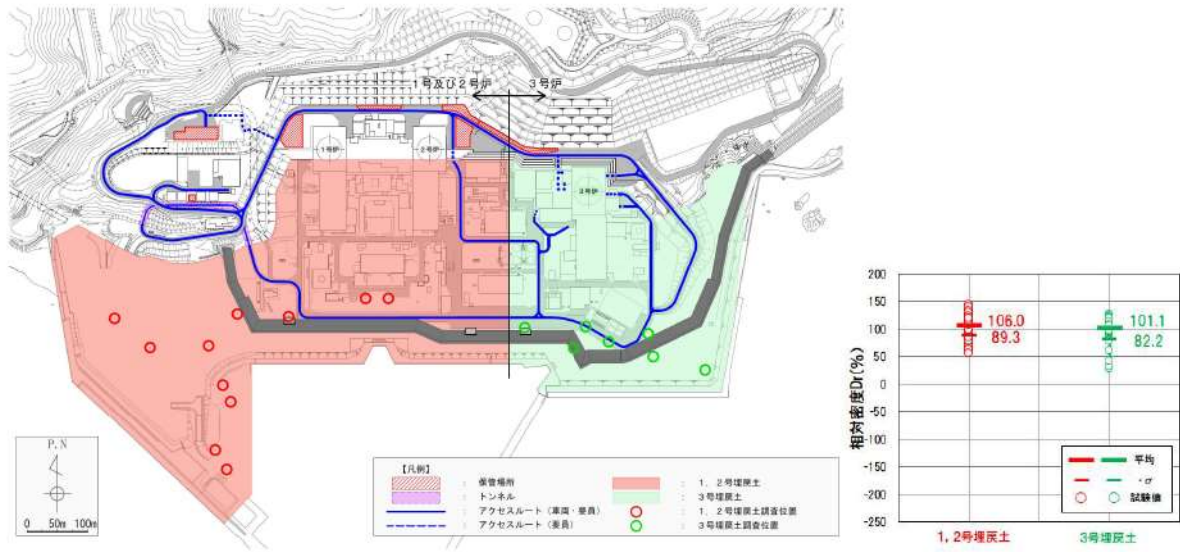 1号及び2号炉
3号炉
1号炉
2号炉
3号炉
P.N
0 50m 100m
【凡例】
: 保管場所
: トンネル
: アクセスルート(車両・要員)
: アクセスルート(要員)
: 1, 2号埋戻土
: 3号埋戻土
: 1, 2号埋戻土調査位置
: 3号埋戻土調査位置
相対密度Dr(%)
200
150
100
50
0
-50
-100
-150
-200
-250
106.0
89.3
101.1
82.2
平均
-σ
試験値
1, 2号埋戻土
3号埋戻土